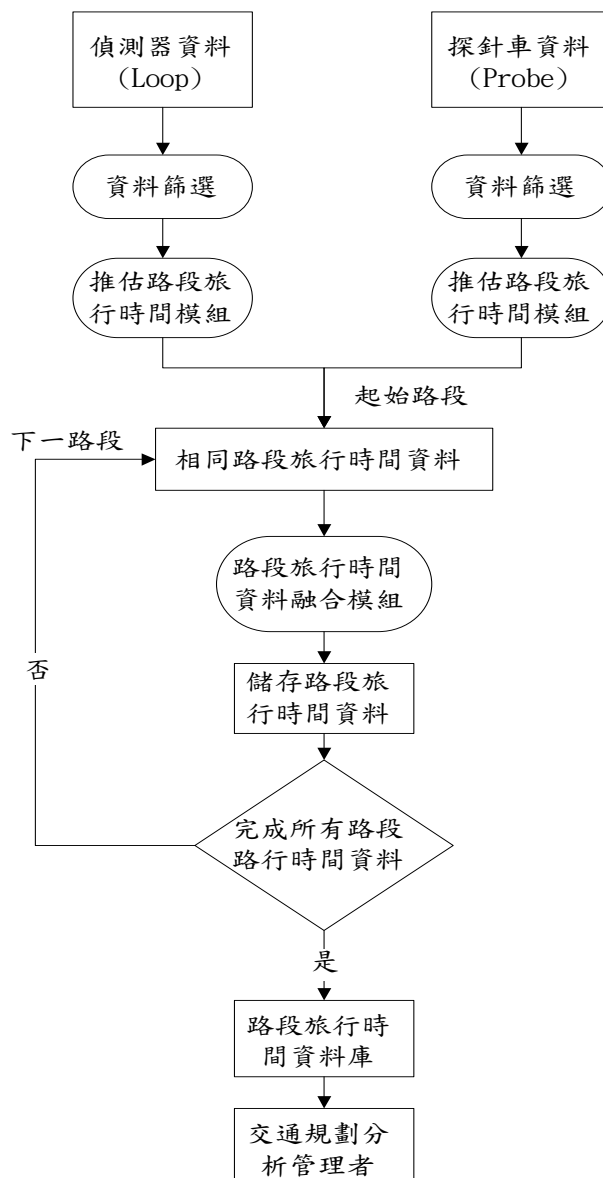 偵測器資料
(Loop)
探針車資料
(Probe)
資料篩選
資料篩選
推估路段旅
行時間模組
推估路段旅
行時間模組
起始路段
下一路段
相同路段旅行時間資料
路段旅行時間
資料融合模組
否
儲存路段旅
行時間資料
完成所有路段
路行時間資料
是
路段旅行時
間資料庫
交通規劃分
析管理者